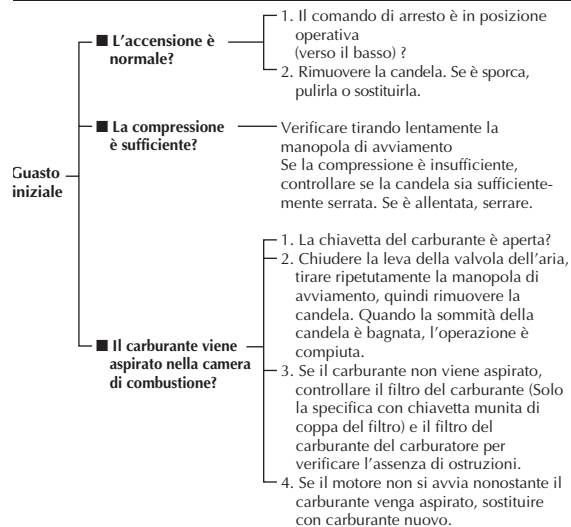 Guasto
iniziale
■ L'accensione è
normale?
1. Il comando di arresto è in posizione
operativa
(verso il basso) ?
2. Rimuovere la candela. Se è sporca,
pulirla o sostituirla.
■ La compressione
è sufficiente?
Verificare tirando lentamente la
manopola di avviamento
Se la compressione è insufficiente,
controllare se la candela sia sufficiente-
mente serrata. Se è allentata, serrare.
■ Il carburante viene
aspirato nella camera
di combustione?
1. La chiavetta del carburante è aperta?
2. Chiudere la leva della valvola dell'aria,
tirare ripetutamente la manopola di
avviamento, quindi rimuovere la
candela. Quando la sommità della
candela è bagnata, l'operazione è
compiuta.
3. Se il carburante non viene aspirato,
controllare il filtro del carburante (Solo
la specifica con chiavetta munita di
coppa del filtro) e il filtro del
carburante del carburatore per
verificare l'assenza di ostruzioni.
4. Se il motore non si avvia nonostante il
carburante venga aspirato, sostituire
con carburante nuovo.